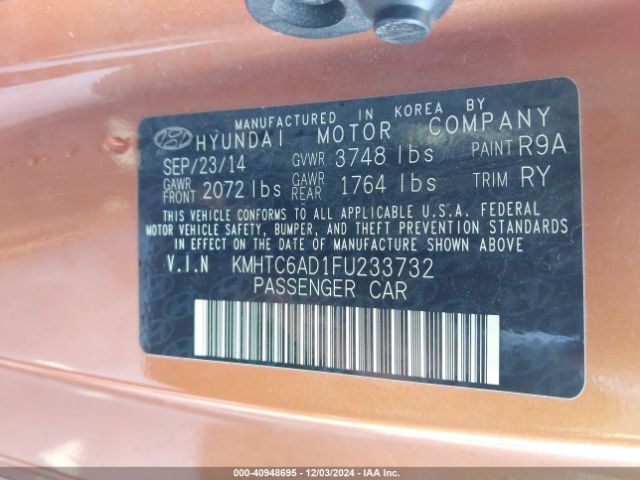 MANUFACTURED IN KOREA BY
HYUNDAI MOTOR COMPANY
SEP/23/14 GVWR 3748 lbs PAINT R9A
GAWR FRONT 2072 lbs GAWR REAR 1764 lbs TRIM RY
THIS VEHICLE CONFORMS TO ALL APPLICABLE U.S.A. FEDERAL
MOTOR VEHICLE SAFETY, BUMPER, AND THEFT PREVENTION STANDARDS
IN EFFECT ON THE DATE OF MANUFACTURE SHOWN ABOVE
V.I.N KMHTC6AD1FU233732
PASSENGER CAR
000-40948695 • 12/03/2024 - IAA Inc.